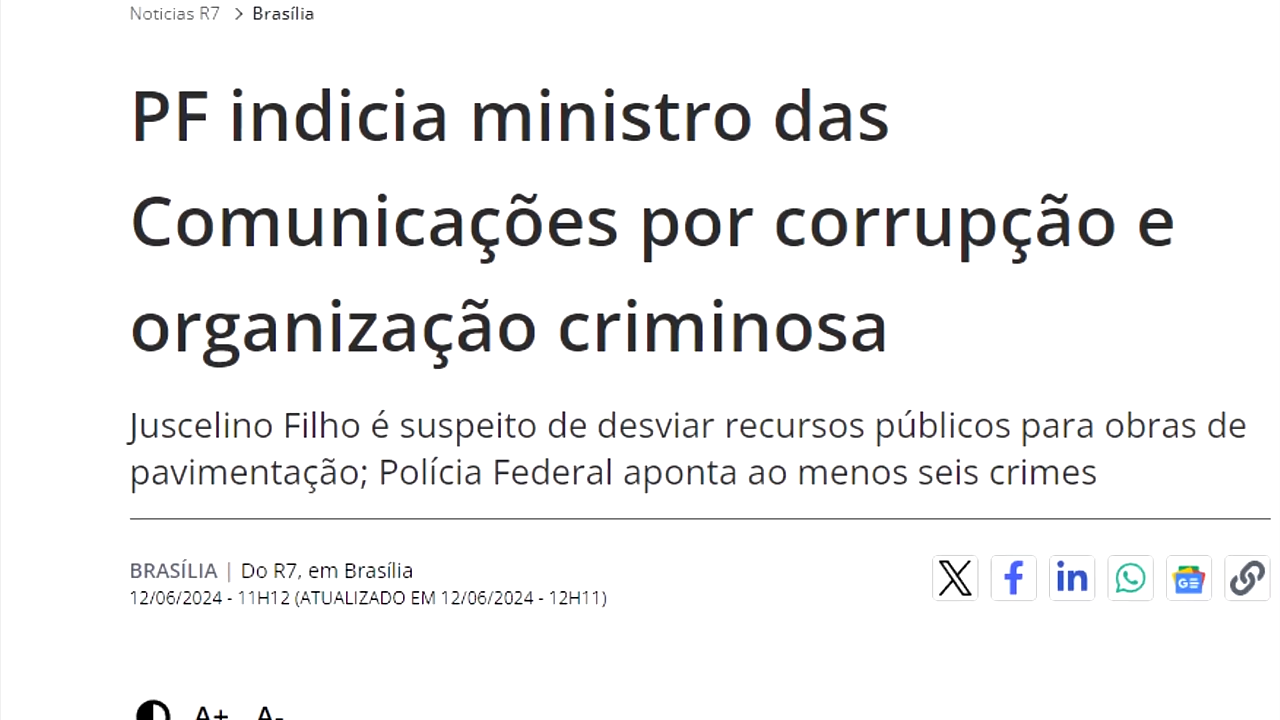 Noticias R7 > Brasília
PF indicia ministro das
Comunicações por corrupção e
organização criminosa
Juscelino Filho é suspeito de desviar recursos públicos para obras de
pavimentação; Polícia Federal aponta ao menos seis crimes
BRASÍLIA | Do R7, em Brasília
12/06/2024 - 11H12 (ATUALIZADO EM 12/06/2024 - 12H11)
A+ A-